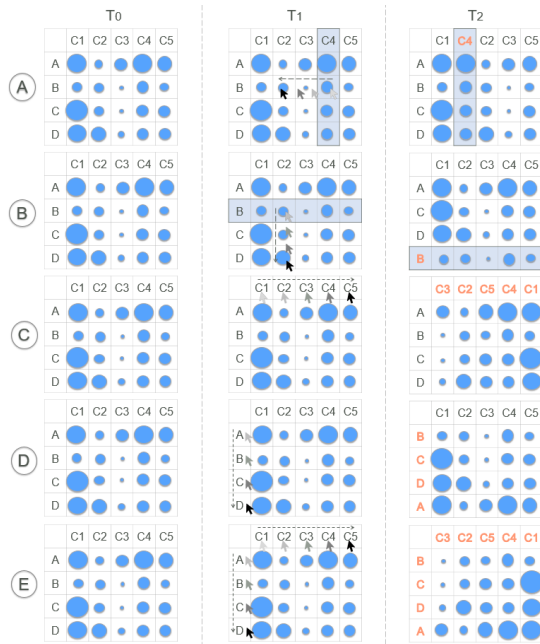 T0 T1 T2
C1 C2 C3 C4 C5 C1 C2 C3 C4 C5 C1 C4 C2 C3 C5
A A A
A
B B B
C C C
D D D
C1 C2 C3 C4 C5 C1 C2 C3 C4 C5 C1 C2 C3 C4 C5
A A A
B
B B C
C C D
D D B
C1 C2 C3 C4 C5 C1 C2 C3 C4 C5 C3 C2 C5 C4 C1
A A A
C
B B B
C C C
D D D
C1 C2 C3 C4 C5 C1 C2 C3 C4 C5 C1 C2 C3 C4 C5
A A B
D
B B C
C C D
D D A
C1 C2 C3 C4 C5 C1 C2 C3 C4 C5 C3 C2 C5 C4 C1
A A B
E
B B C
C C D
D D A